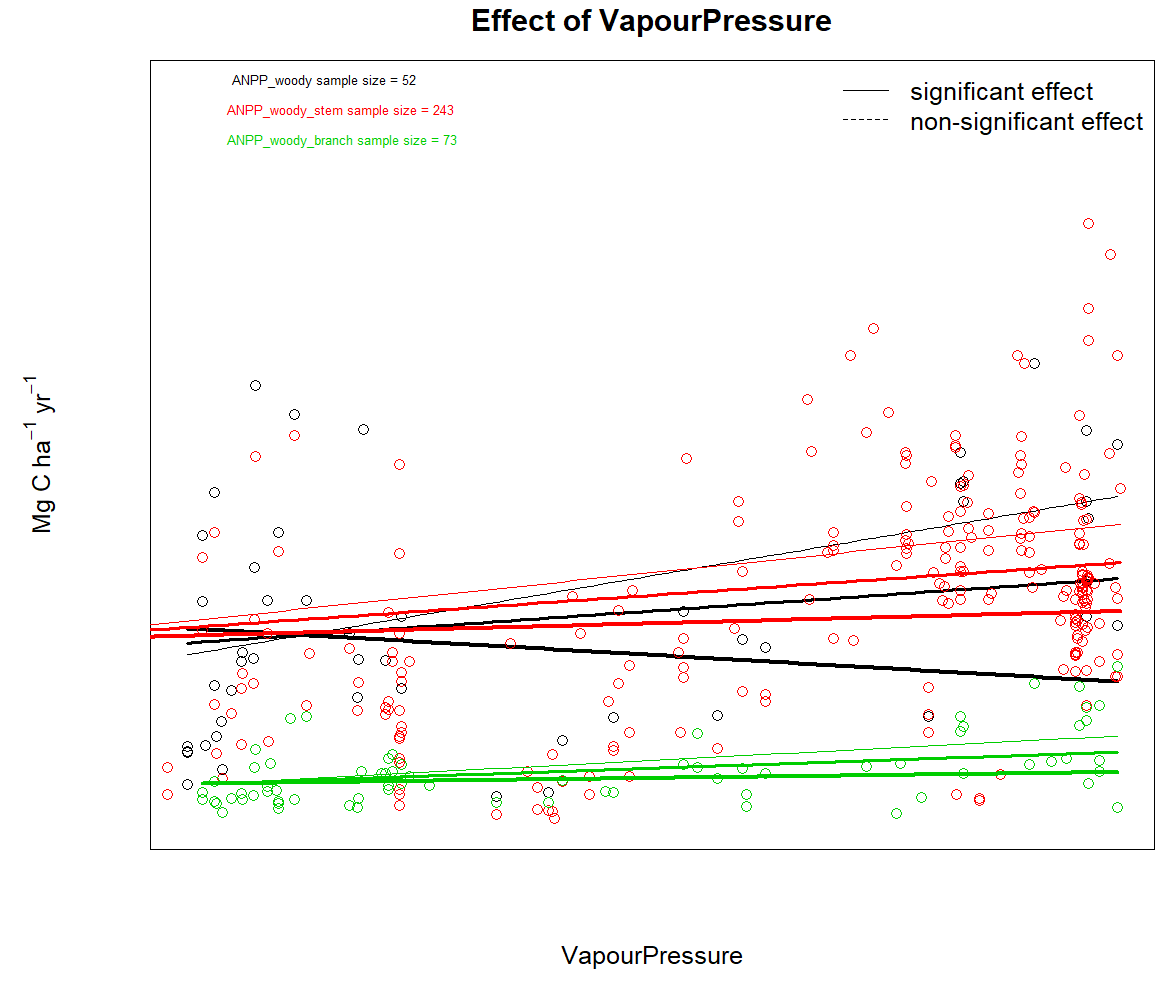 Effect of VapourPressure
ANPP_woody sample size = 52
ANPP_woody_stem sample size = 243
ANPP_woody_branch sample size = 73
significant effect
non-significant effect
Mg C ha⁻¹ yr⁻¹
VapourPressure